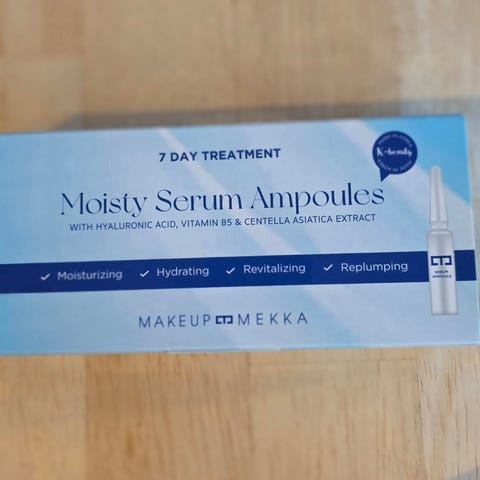 7 DAY TREATMENT
K-beauty
Moisty Serum Ampoules
WITH HYALURONIC ACID, VITAMIN B5 & CENTELLA ASIATICA EXTRACT
✓ Moisturizing ✓ Hydrating ✓ Revitalizing ✓ Replumping
SERUM
AMPOULE
MAKEUP MEKKA